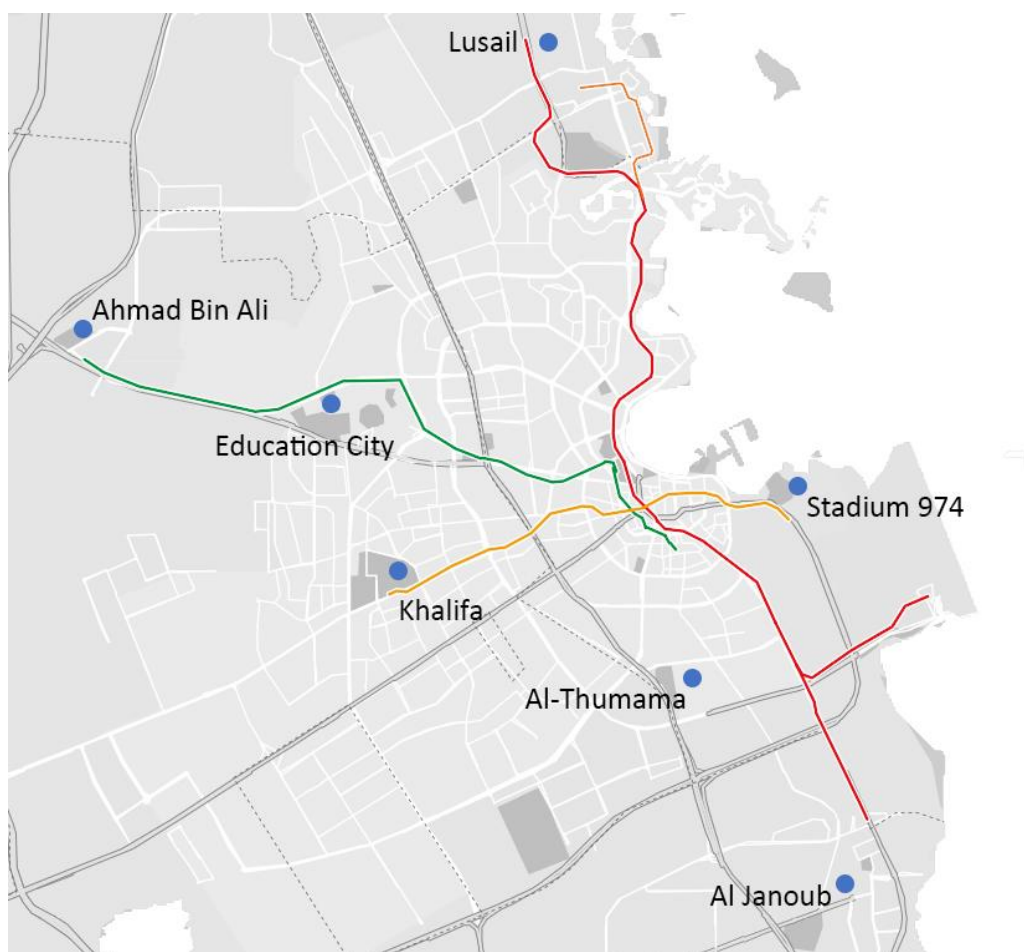 Lusail
Ahmad Bin Ali
Education City
Stadium 974
Khalifa
Al-Thumama
Al Janoub